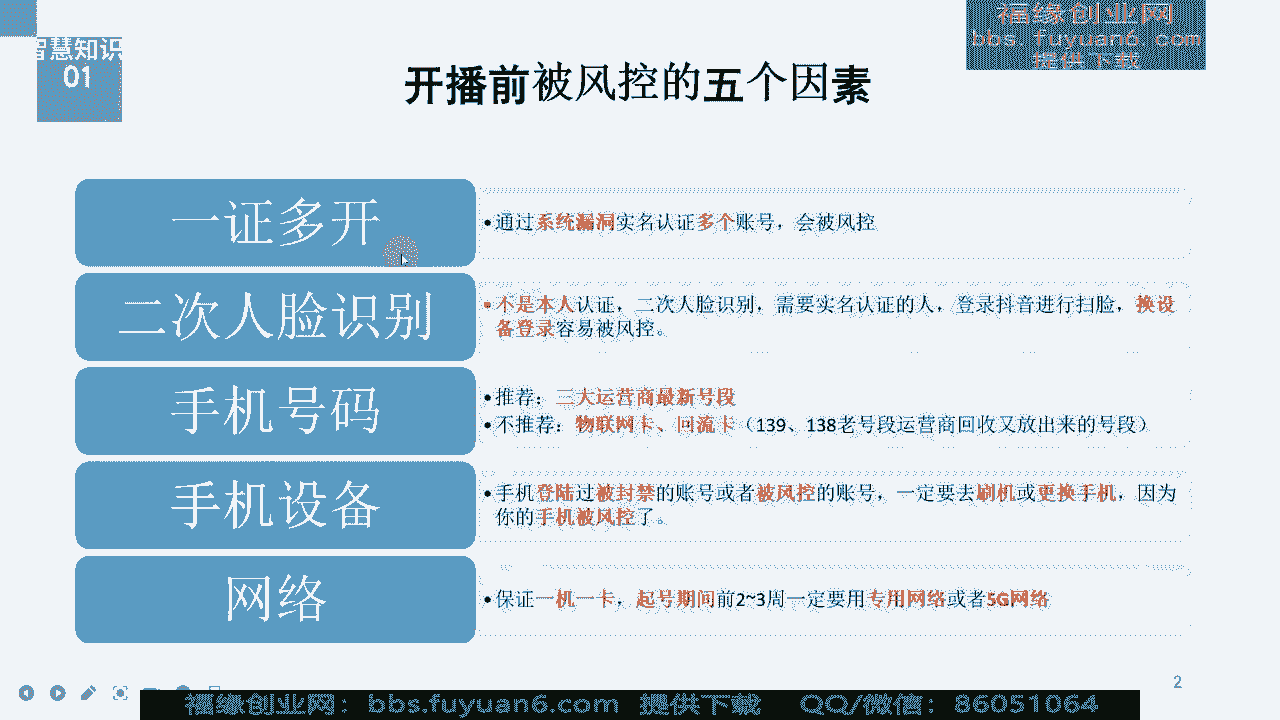 智慧知识
01
福缘创业网
bbs.fuyuan6.com
提供下载
开播前被风控的五个因素
一证多开
•通过系统漏洞实名认证多个账号，会被风控
二次人脸识别
•不是本人认证，二次人脸识别，需要实名认证的人，登录抖音进行扫脸，换设
备登录容易被风控。
手机号码
•推荐：三大运营商最新号段
•不推荐：物联网卡、回流卡（139、138老号段运营商回收又放出来的号段）
手机设备
•手机登陆过被封禁的账号或者被风控的账号，一定要去刷机或更换手机，因为
你的手机被风控了。
网络
•保证一机一卡，起号期间前2~3周一定要用专用网络或者5G网络
2
福缘创业网：bbs.fuyuan6.com 提供下载 QQ/微信：86051064